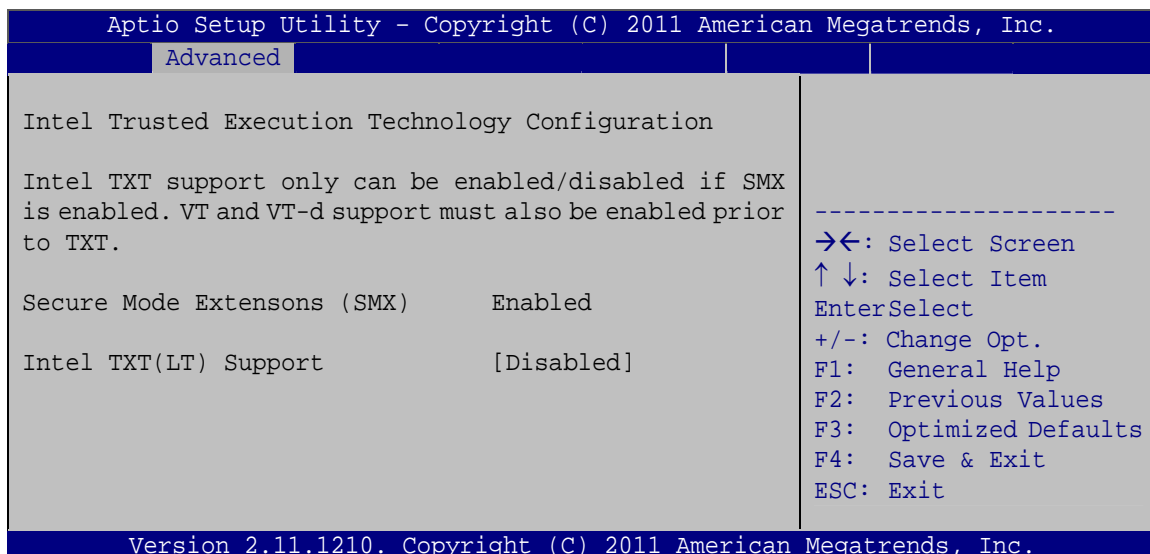 Aptio Setup Utility – Copyright (C) 2011 American Megatrends, Inc.
Advanced
Intel Trusted Execution Technology Configuration
Intel TXT support only can be enabled/disabled if SMX
is enabled. VT and VT-d support must also be enabled prior
to TXT.
Secure Mode Extensons (SMX) Enabled
Intel TXT(LT) Support [Disabled]
---------------------
→←: Select Screen
↑ ↓: Select Item
EnterSelect
+/-: Change Opt.
F1: General Help
F2: Previous Values
F3: Optimized Defaults
F4: Save & Exit
ESC: Exit
Version 2.11.1210. Copyright (C) 2011 American Megatrends, Inc.